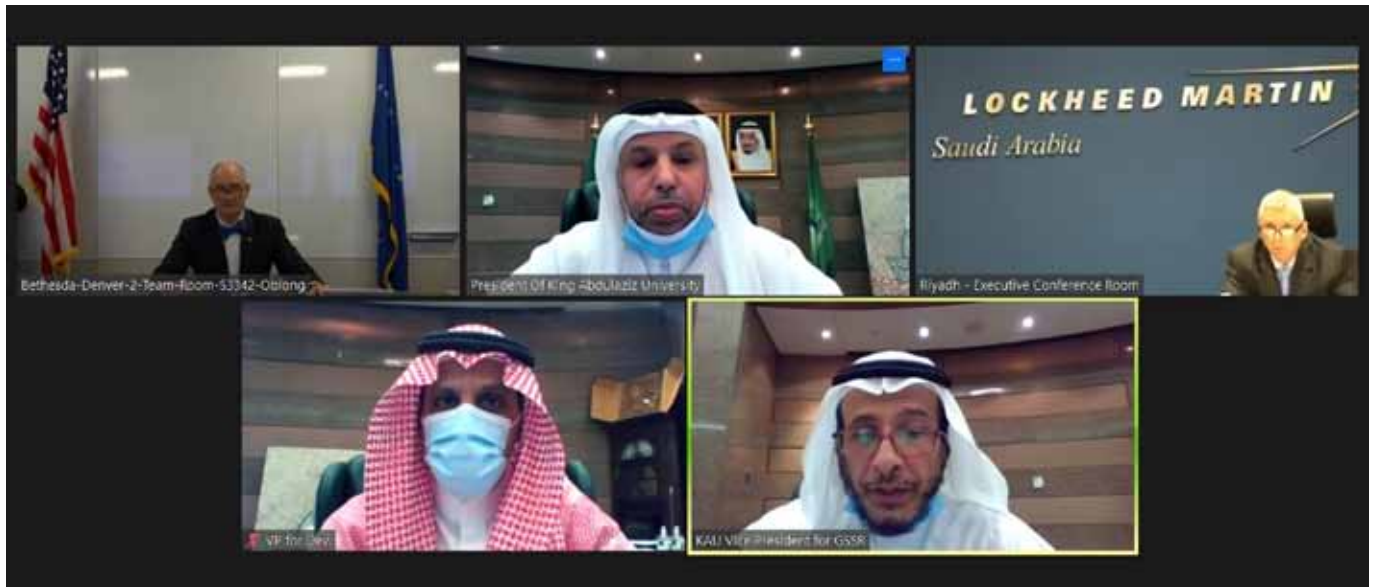 LOCKHEED MARTIN
Saudi Arabia
Bethesda-Denver-2-Team-Room-S3342-Oblong
President Of King Abdulaziz University
Riyadh - Executive Conference Room
VP for Dev
KAU Vice President for GSSR